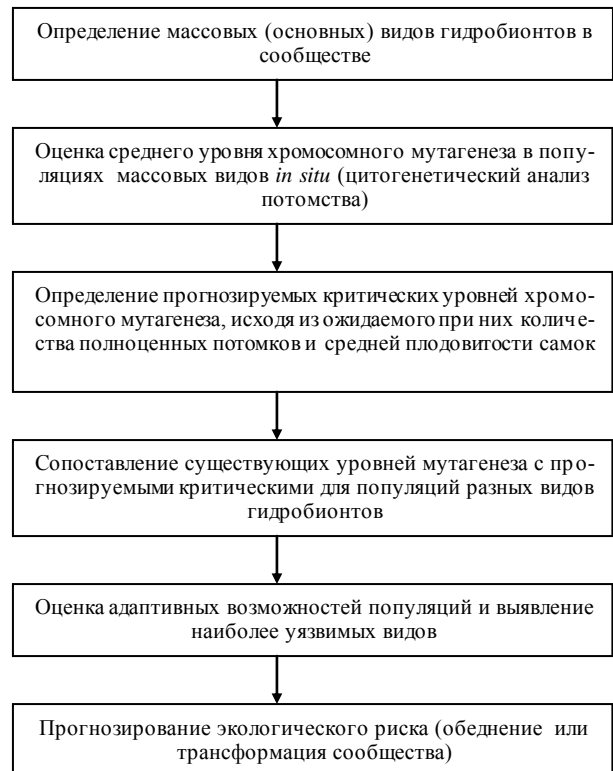 Определение массовых (основных) видов гидробионтов в
сообществе
Оценка среднего уровня хромосомного мутагенеза в попу-
ляциях массовых видов in situ (цитогенетический анализ
потомства)
Определение прогнозируемых критических уровней хромо-
сомного мутагенеза, исходя из ожидаемого при них количе-
ства полноценных потомков и средней плодовитости самок
Сопоставление существующих уровней мутагенеза с про-
гнозируемыми критическими для популяций разных видов
гидробионтов
Оценка адаптивных возможностей популяций и выявление
наиболее уязвимых видов
Прогнозирование экологического риска (обеднение или
трансформация сообщества)